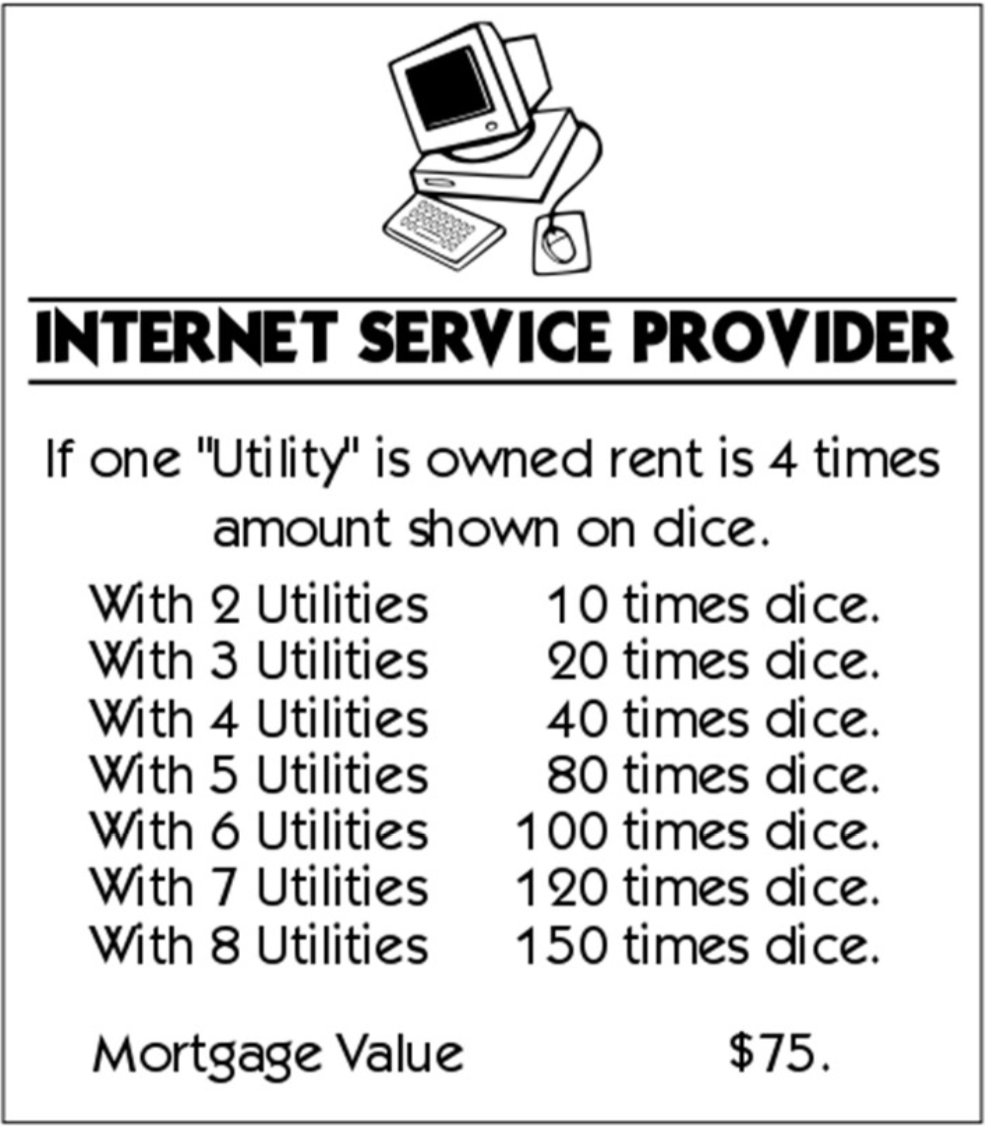 INTERNET SERVICE PROVIDER
If one "Utility" is owned rent is 4 times
amount shown on dice.
With 2 Utilities 10 times dice.
With 3 Utilities 20 times dice.
With 4 Utilities 40 times dice.
With 5 Utilities 80 times dice.
With 6 Utilities 100 times dice.
With 7 Utilities 120 times dice.
With 8 Utilities 150 times dice.
Mortgage Value $75.